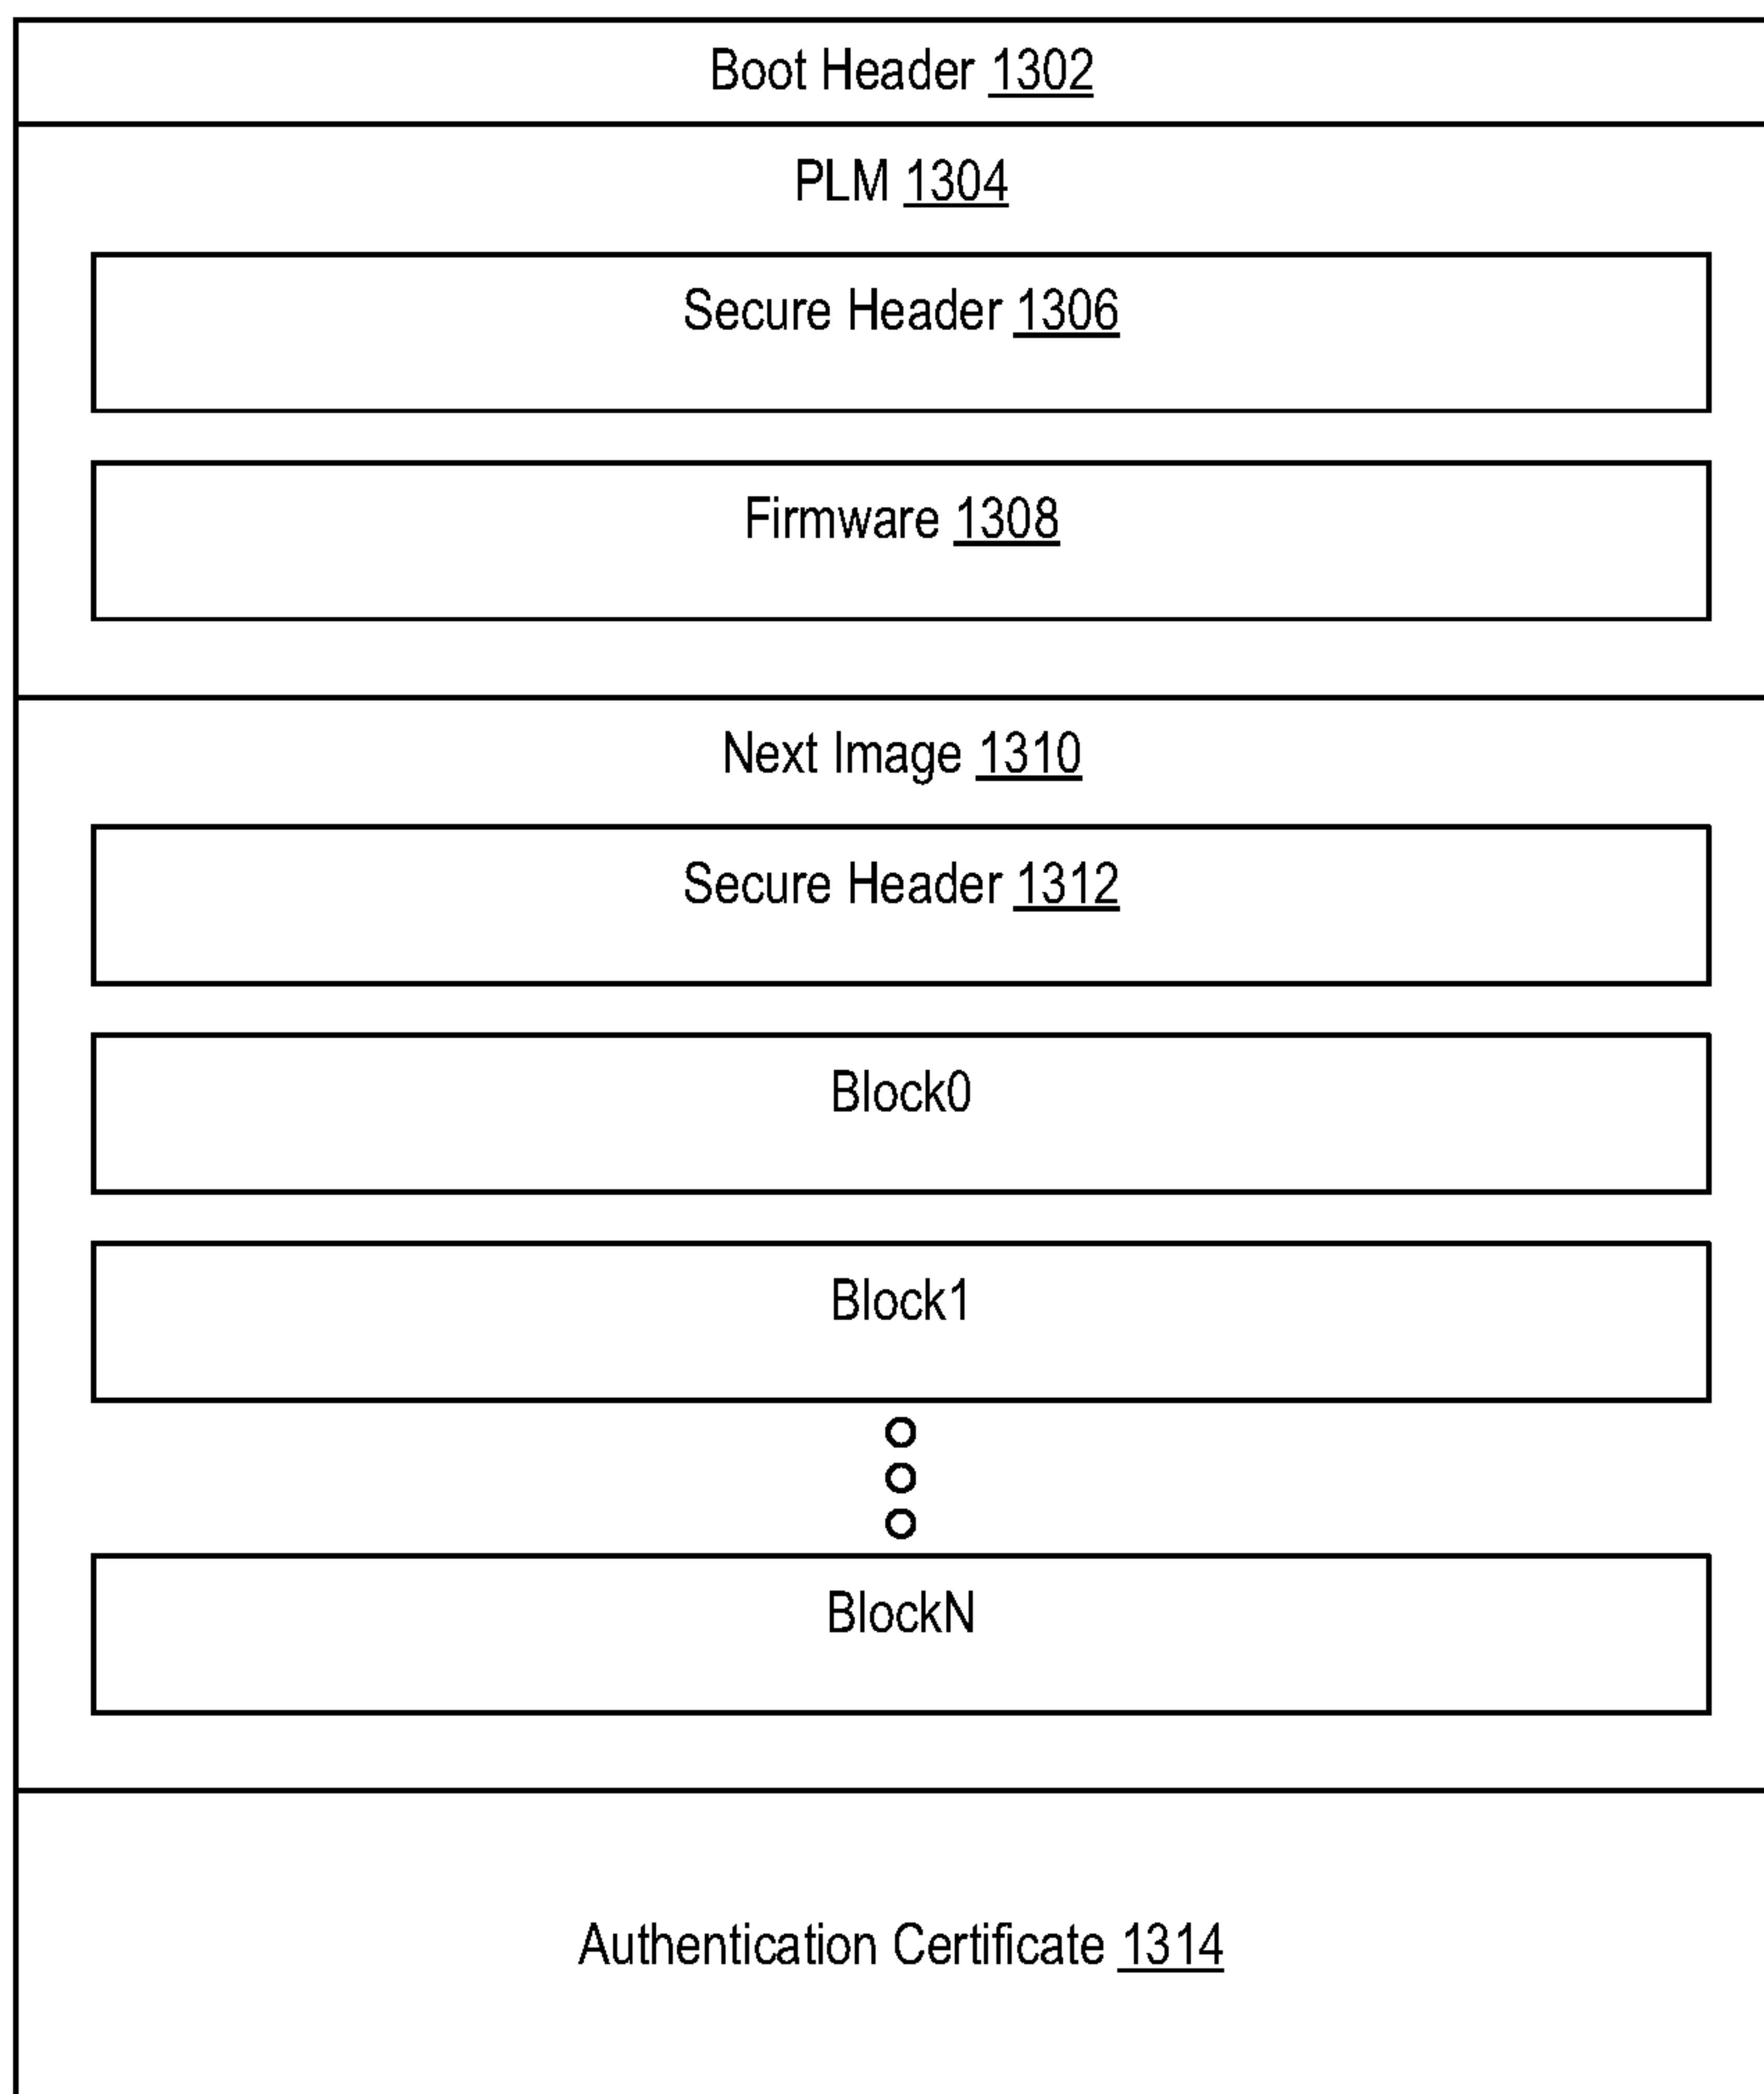 Boot Header 1302
PLM 1304
Secure Header 1306
Firmware 1308
Next Image 1310
Secure Header 1312
Block0
Block1
BlockN
Authentication Certificate 1314